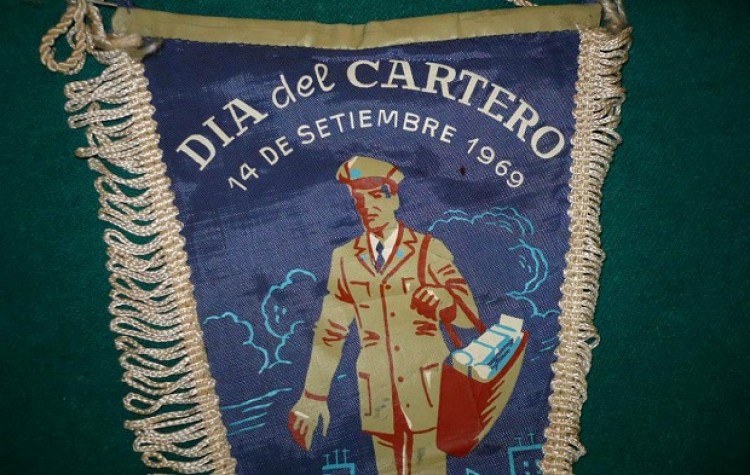 DIA del CARTERO
14 DE SETIEMBRE 1969